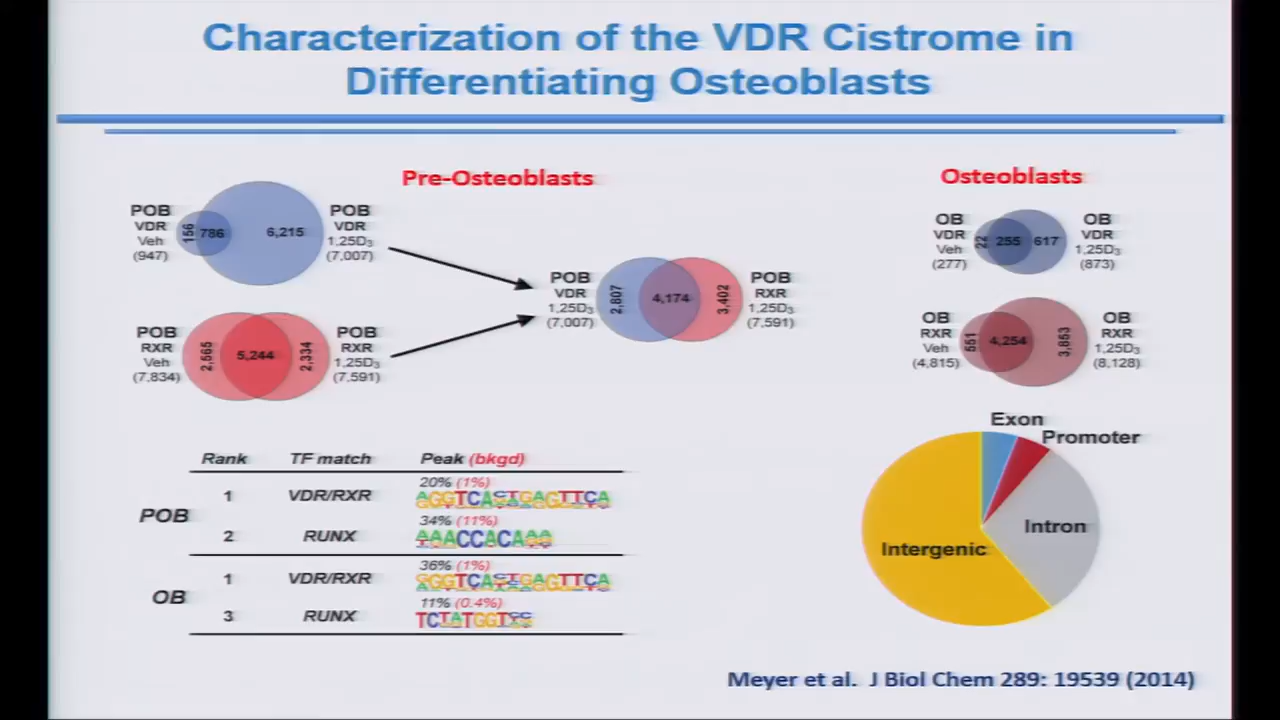 Characterization of the VDR Cistrome in
Differentiating Osteoblasts
Pre-Osteoblasts
POB
VDR
Veh
(947)
156
786
6,215
POB
VDR
1,25D3
(7,007)
POB
RXR
Veh
(7,834)
2,565
5,244
2,334
POB
RXR
1,25D3
(7,591)
POB
VDR
1,25D3
(7,007)
2,807
4,174
3,402
POB
RXR
1,25D3
(7,591)
Osteoblasts
OB
VDR
Veh
(277)
22
255
617
OB
VDR
1,25D3
(873)
OB
RXR
Veh
(4,815)
551
4,254
3,853
OB
RXR
1,25D3
(8,128)
Rank TF match Peak (bkgd)
POB
1 VDR/RXR 20% (1%)
AGGTCASTGAGTTCA
2 RUNX 34% (11%)
AAACCACAAA
OB
1 VDR/RXR 36% (1%)
3 RUNX 11% (0.4%)
Exon
Promoter
Intron
Intergenic
Meyer et al. J Biol Chem 289: 19539 (2014)